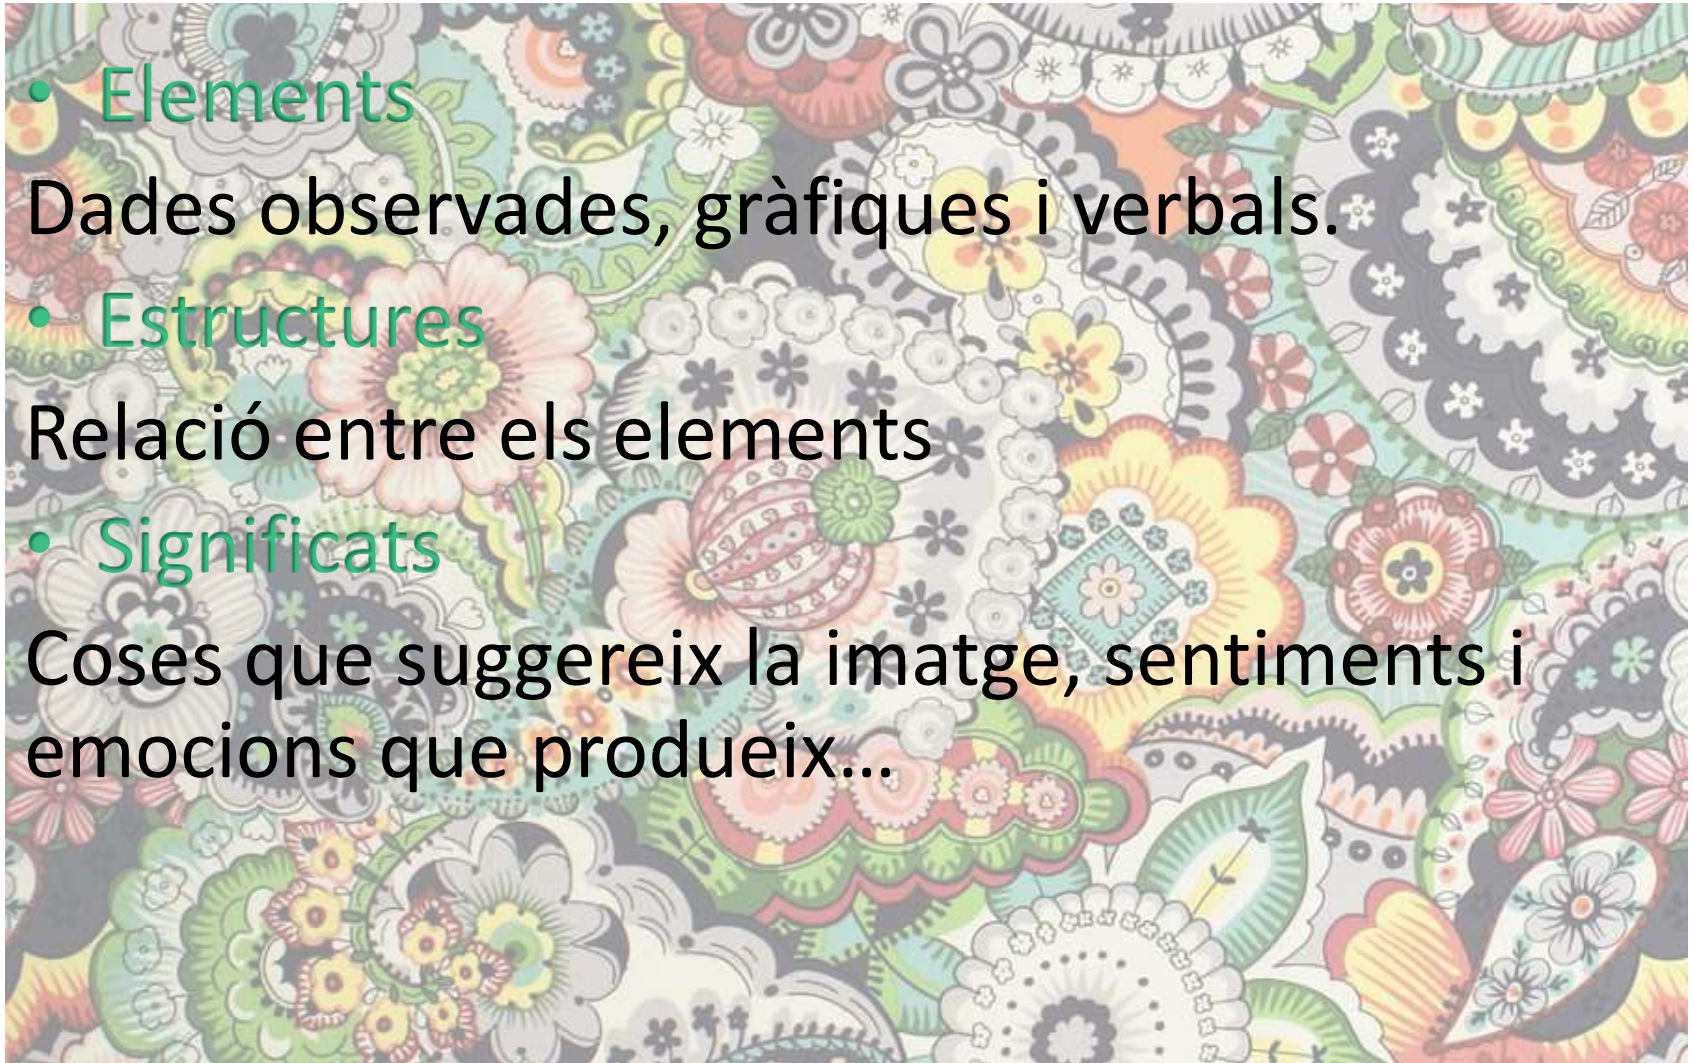 • Elements
Dades observades, gràfiques i verbals.
• Estructures
Relació entre els elements
• Significats
Coses que suggereix la imatge, sentiments i
emocions que produeix...